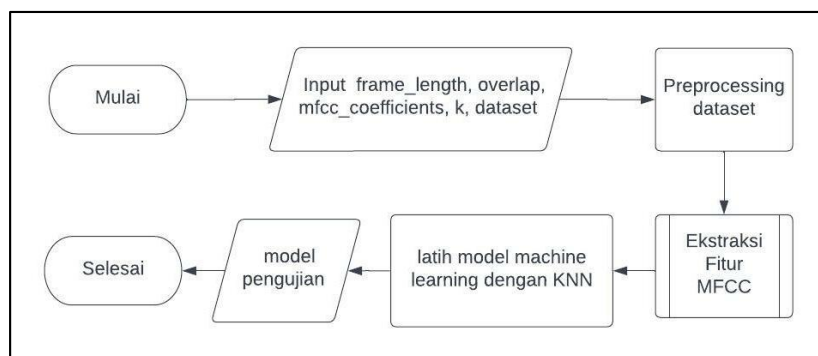 Mulai
Input frame_length, overlap,
mfcc_coefficients, k, dataset
Preprocessing
dataset
Ekstraksi
Fitur
MFCC
latih model machine
learning dengan KNN
model
pengujian
Selesai